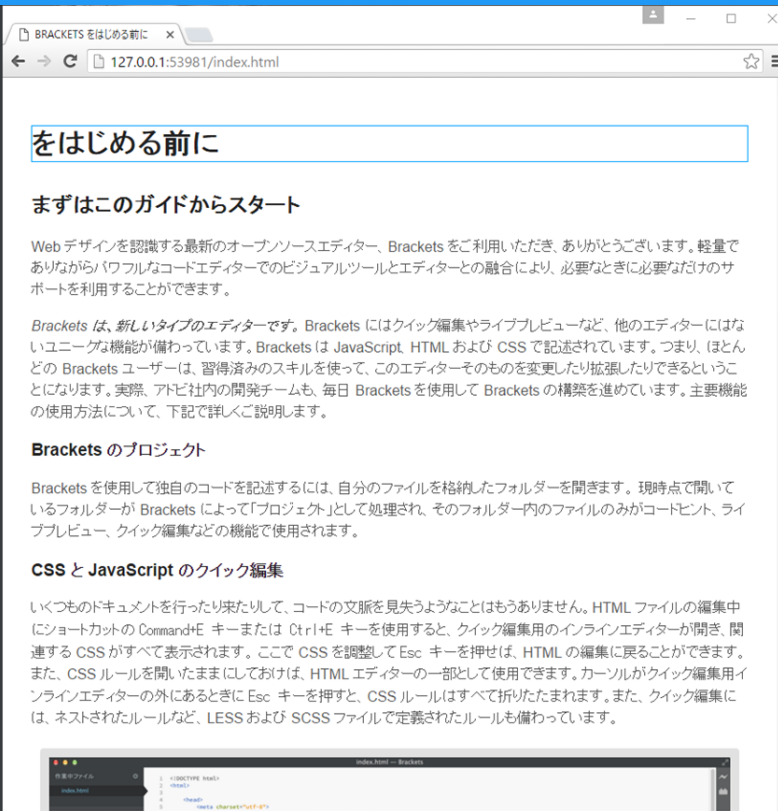 BRACKETS をはじめる前に
127.0.0.1:53981/index.html
をはじめる前に
まずはこのガイドからスタート
Web デザインを認識する最新のオープンソースエディター、Brackets をご利用いただき、ありがとうございます。軽量で
ありながらパワフルなコードエディターでのビジュアルツールとエディターとの融合により、必要なときに必要なだけのサ
ポートを利用することができます。
Brackets は、新しいタイプのエディターです。 Brackets にはクイック編集やライブプレビューなど、他のエディターにはな
いユニークな機能が備わっています。Brackets は JavaScript、HTML および CSS で記述されています。つまり、ほとん
どの Brackets ユーザーは、習得済みのスキルを使って、このエディターそのものを変更したり拡張したりできるというこ
とになります。実際、アドビ社内の開発チームも、毎日 Brackets を使用して Brackets の構築を進めています。主要機能
の使用方法について、下記で詳しくご説明します。
Brackets のプロジェクト
Brackets を使用して独自のコードを記述するには、自分のファイルを格納したフォルダーを開きます。 現時点で開いて
いるフォルダーが Brackets によって「プロジェクト」として処理され、そのフォルダー内のファイルのみがコードヒント、ライ
ブプレビュー、クイック編集などの機能で使用されます。
CSS と JavaScript のクイック編集
いくつものドキュメントを行ったり来たりして、コードの文脈を見失うようなことはもうありません。HTML ファイルの編集中
にショートカットの Command+E キーまたは Ctrl+E キーを使用すると、クイック編集用のインラインエディターが開き、関
連する CSS がすべて表示されます。 ここで CSS を調整して Esc キーを押せば、HTML の編集に戻ることができます。
また、CSS ルールを開いたままにしておけば、HTML エディターの一部として使用できます。カーソルがクイック編集用イ
ンラインエディターの外にあるときに Esc キーを押すと、CSS ルールはすべて折りたたまれます。また、クイック編集に
は、ネストされたルールなど、LESS および SCSS ファイルで定義されたルールも備わっています。
index.html — Brackets
作業中ファイル
index.html
1 <!DOCTYPE html>
2 <html>
3
4 <head>
5 <meta charset="utf-8">